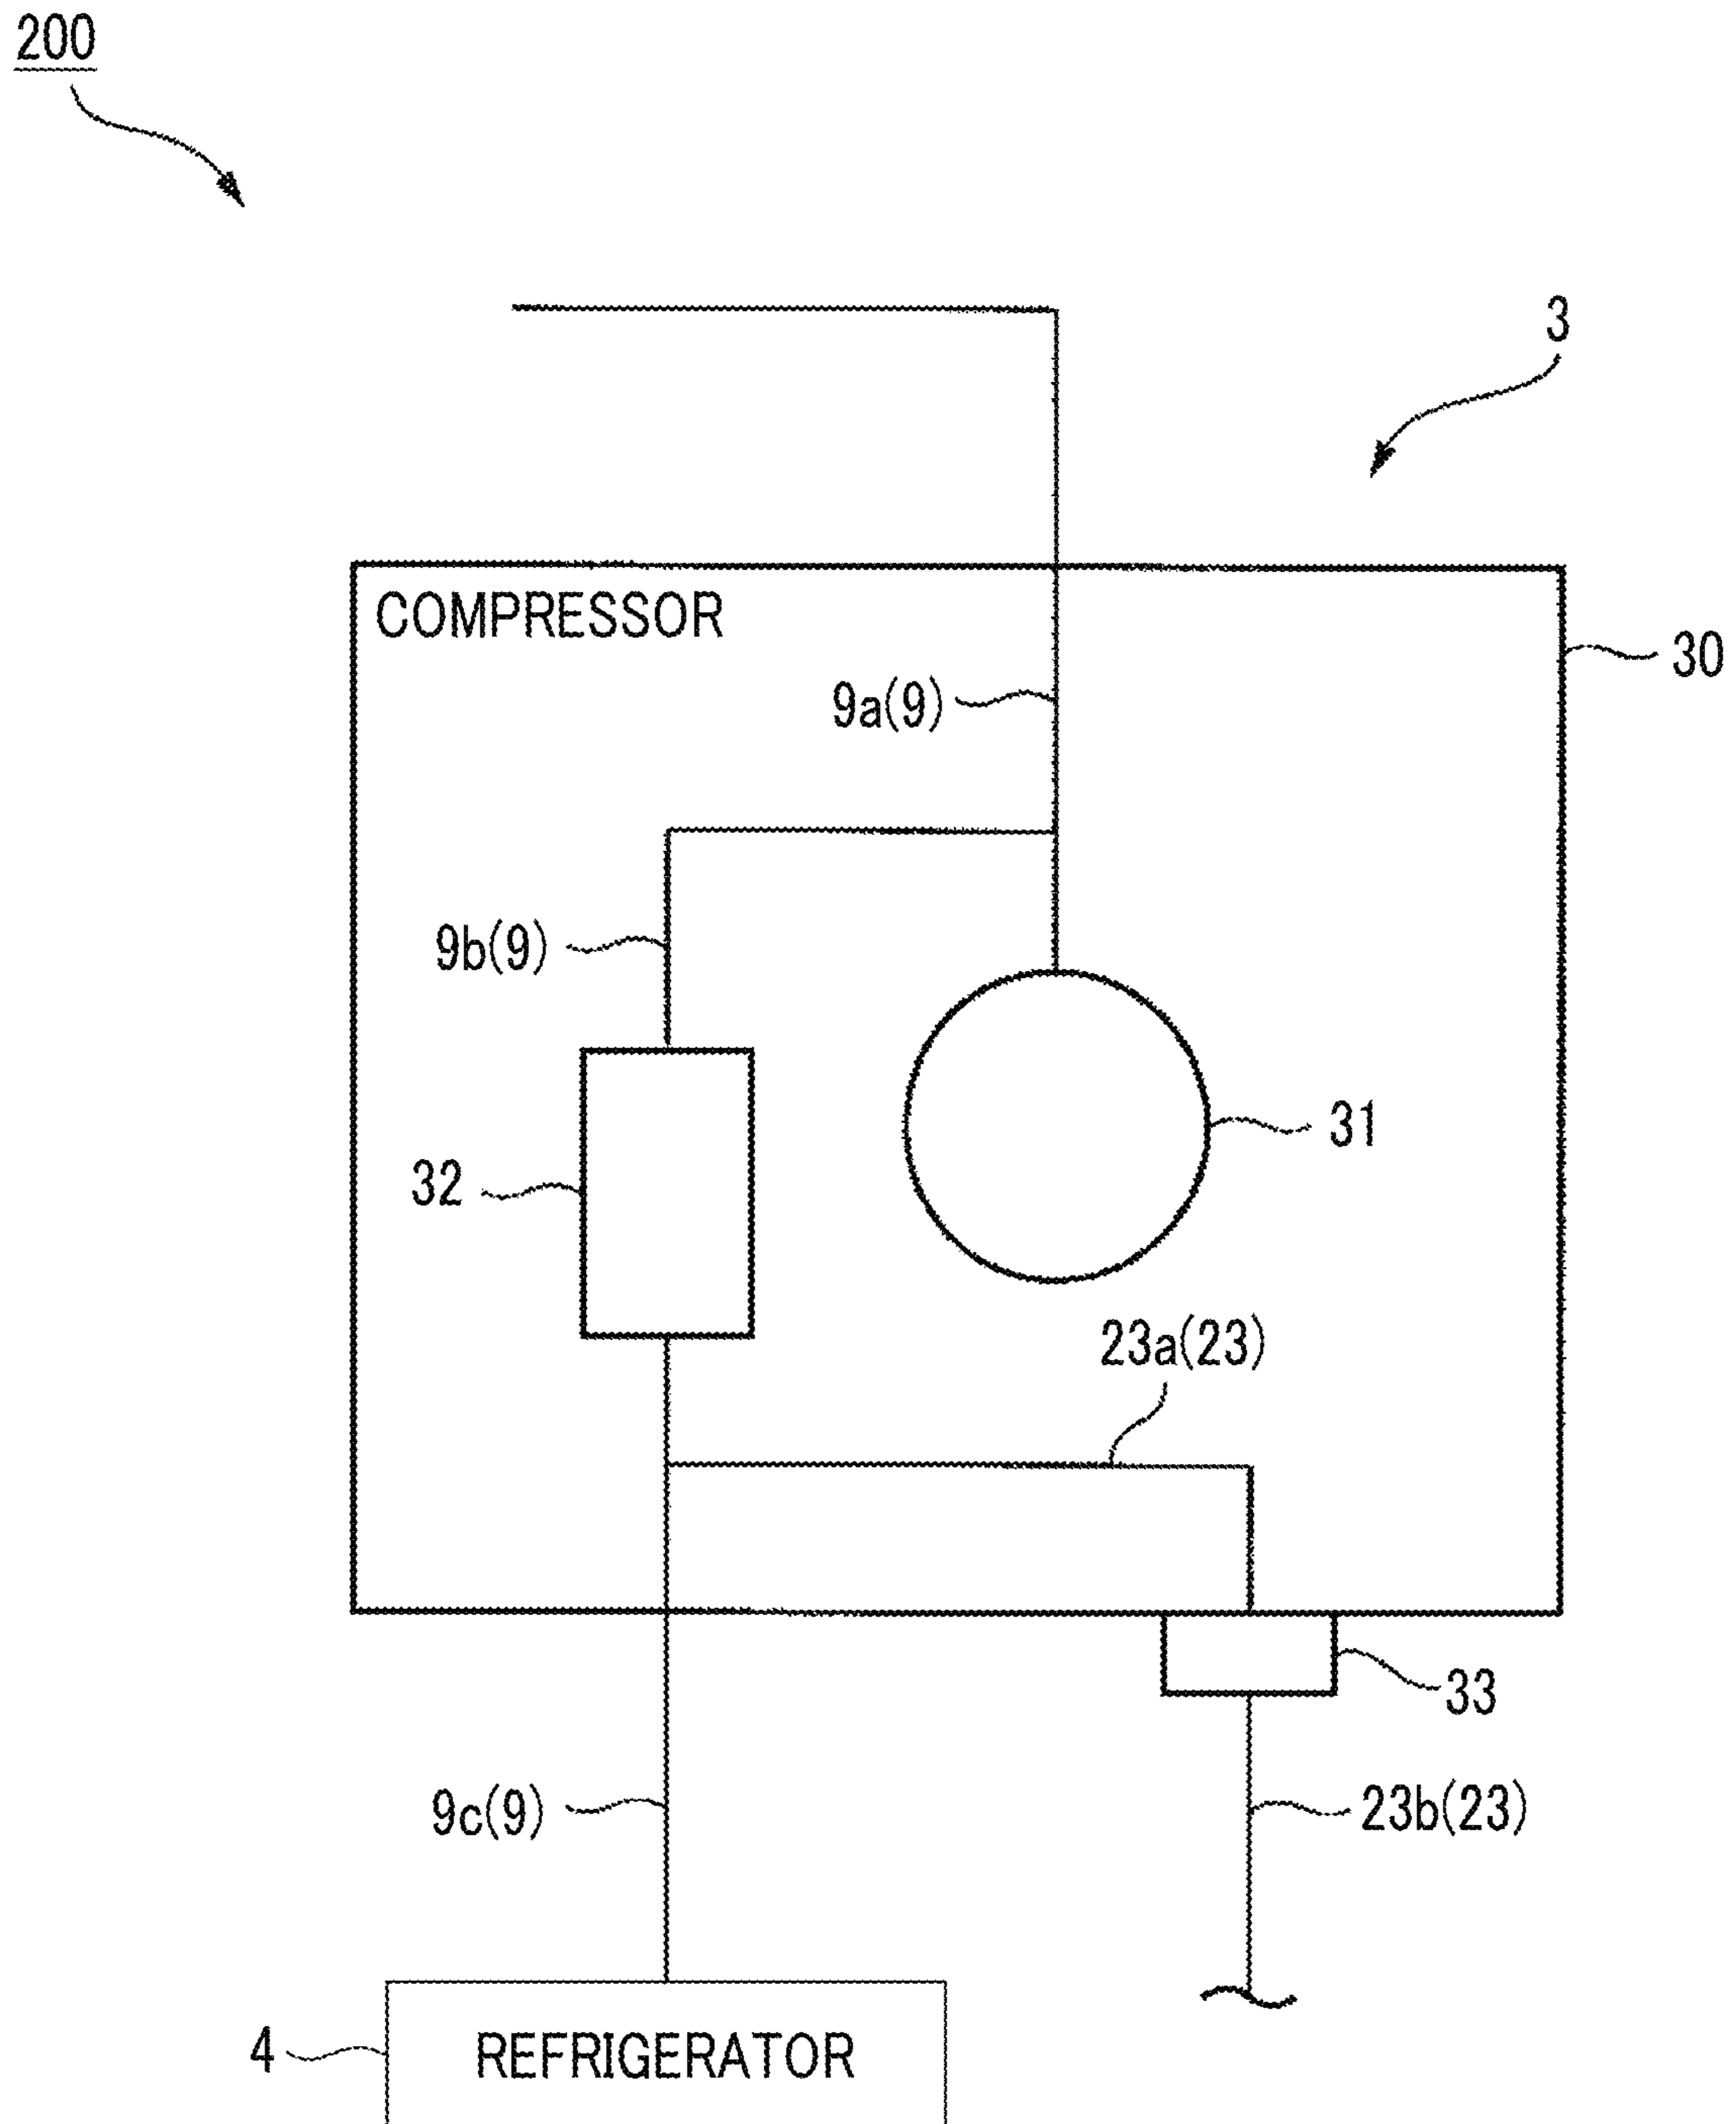 200
3
COMPRESSOR
30
9a(9)
9b(9)
31
32
23a(23)
33
9c(9)
23b(23)
4
REFRIGERATOR